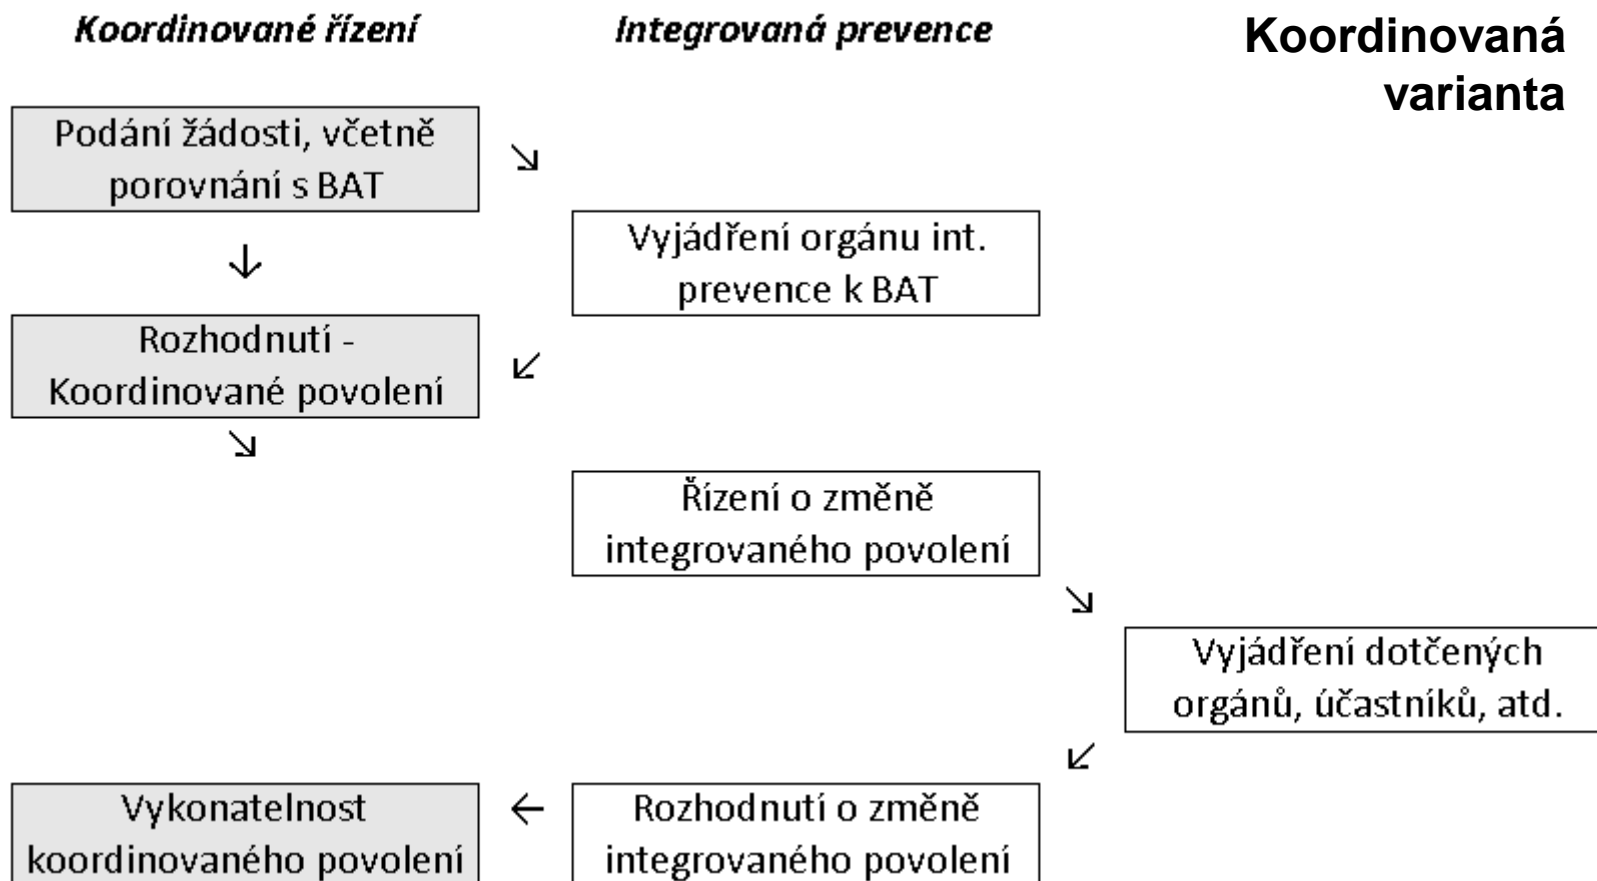 Koordinované řízení
Integrovaná prevence
Koordinovaná
varianta
Podání žádosti, včetně
porovnání s BAT
Vyjádření orgánu int.
prevence k BAT
Rozhodnutí -
Koordinované povolení
Řízení o změně
integrovaného povolení
Vyjádření dotčených
orgánů, účastníků, atd.
Vykonatelnost
koordinovaného povolení
Rozhodnutí o změně
integrovaného povolení